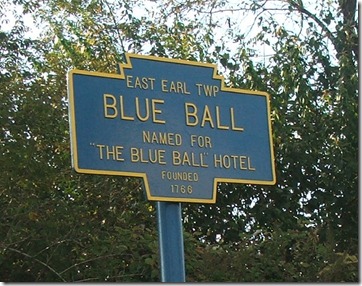 EAST EARL TWP
BLUE BALL
NAMED FOR
"THE BLUE BALL" HOTEL
FOUNDED
1766